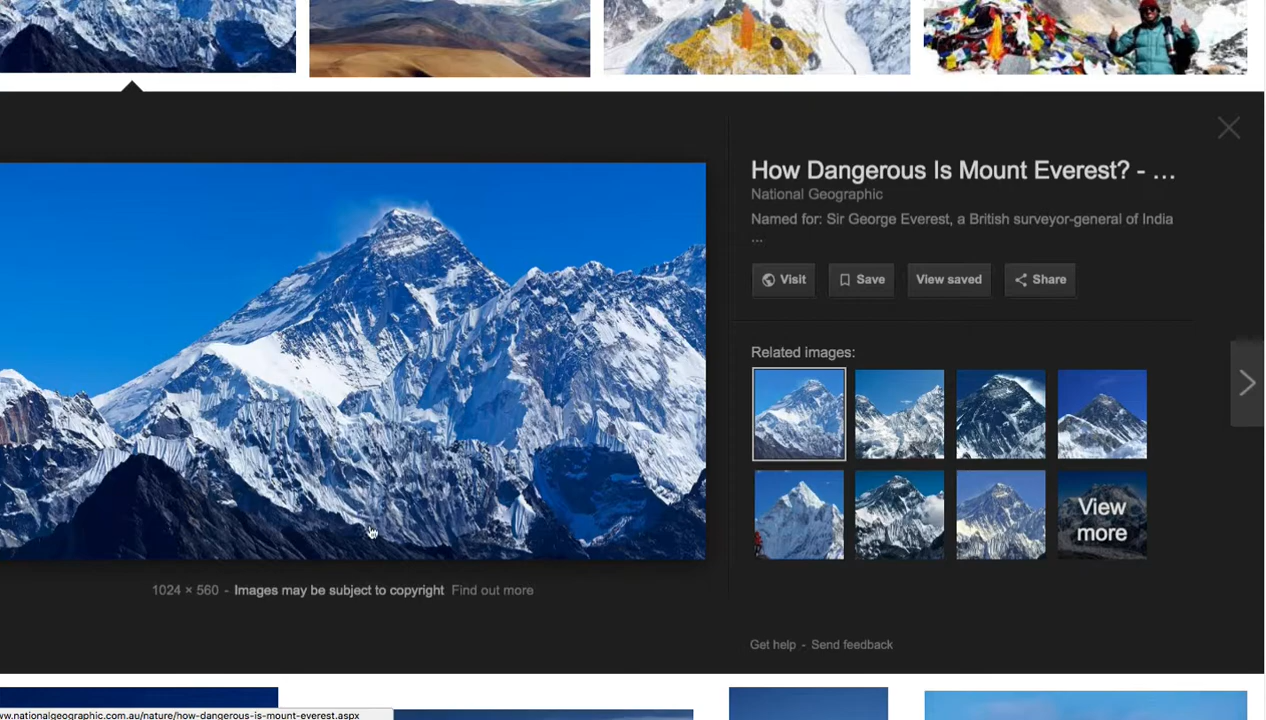 How Dangerous Is Mount Everest? - ...
National Geographic
Named for: Sir George Everest, a British surveyor-general of India
...
Visit
Save
View saved
Share
Related images:
View
more
1024 × 560 - Images may be subject to copyright Find out more
Get help - Send feedback
w.nationalgeographic.com.au/nature/how-dangerous-is-mount-everest.aspx